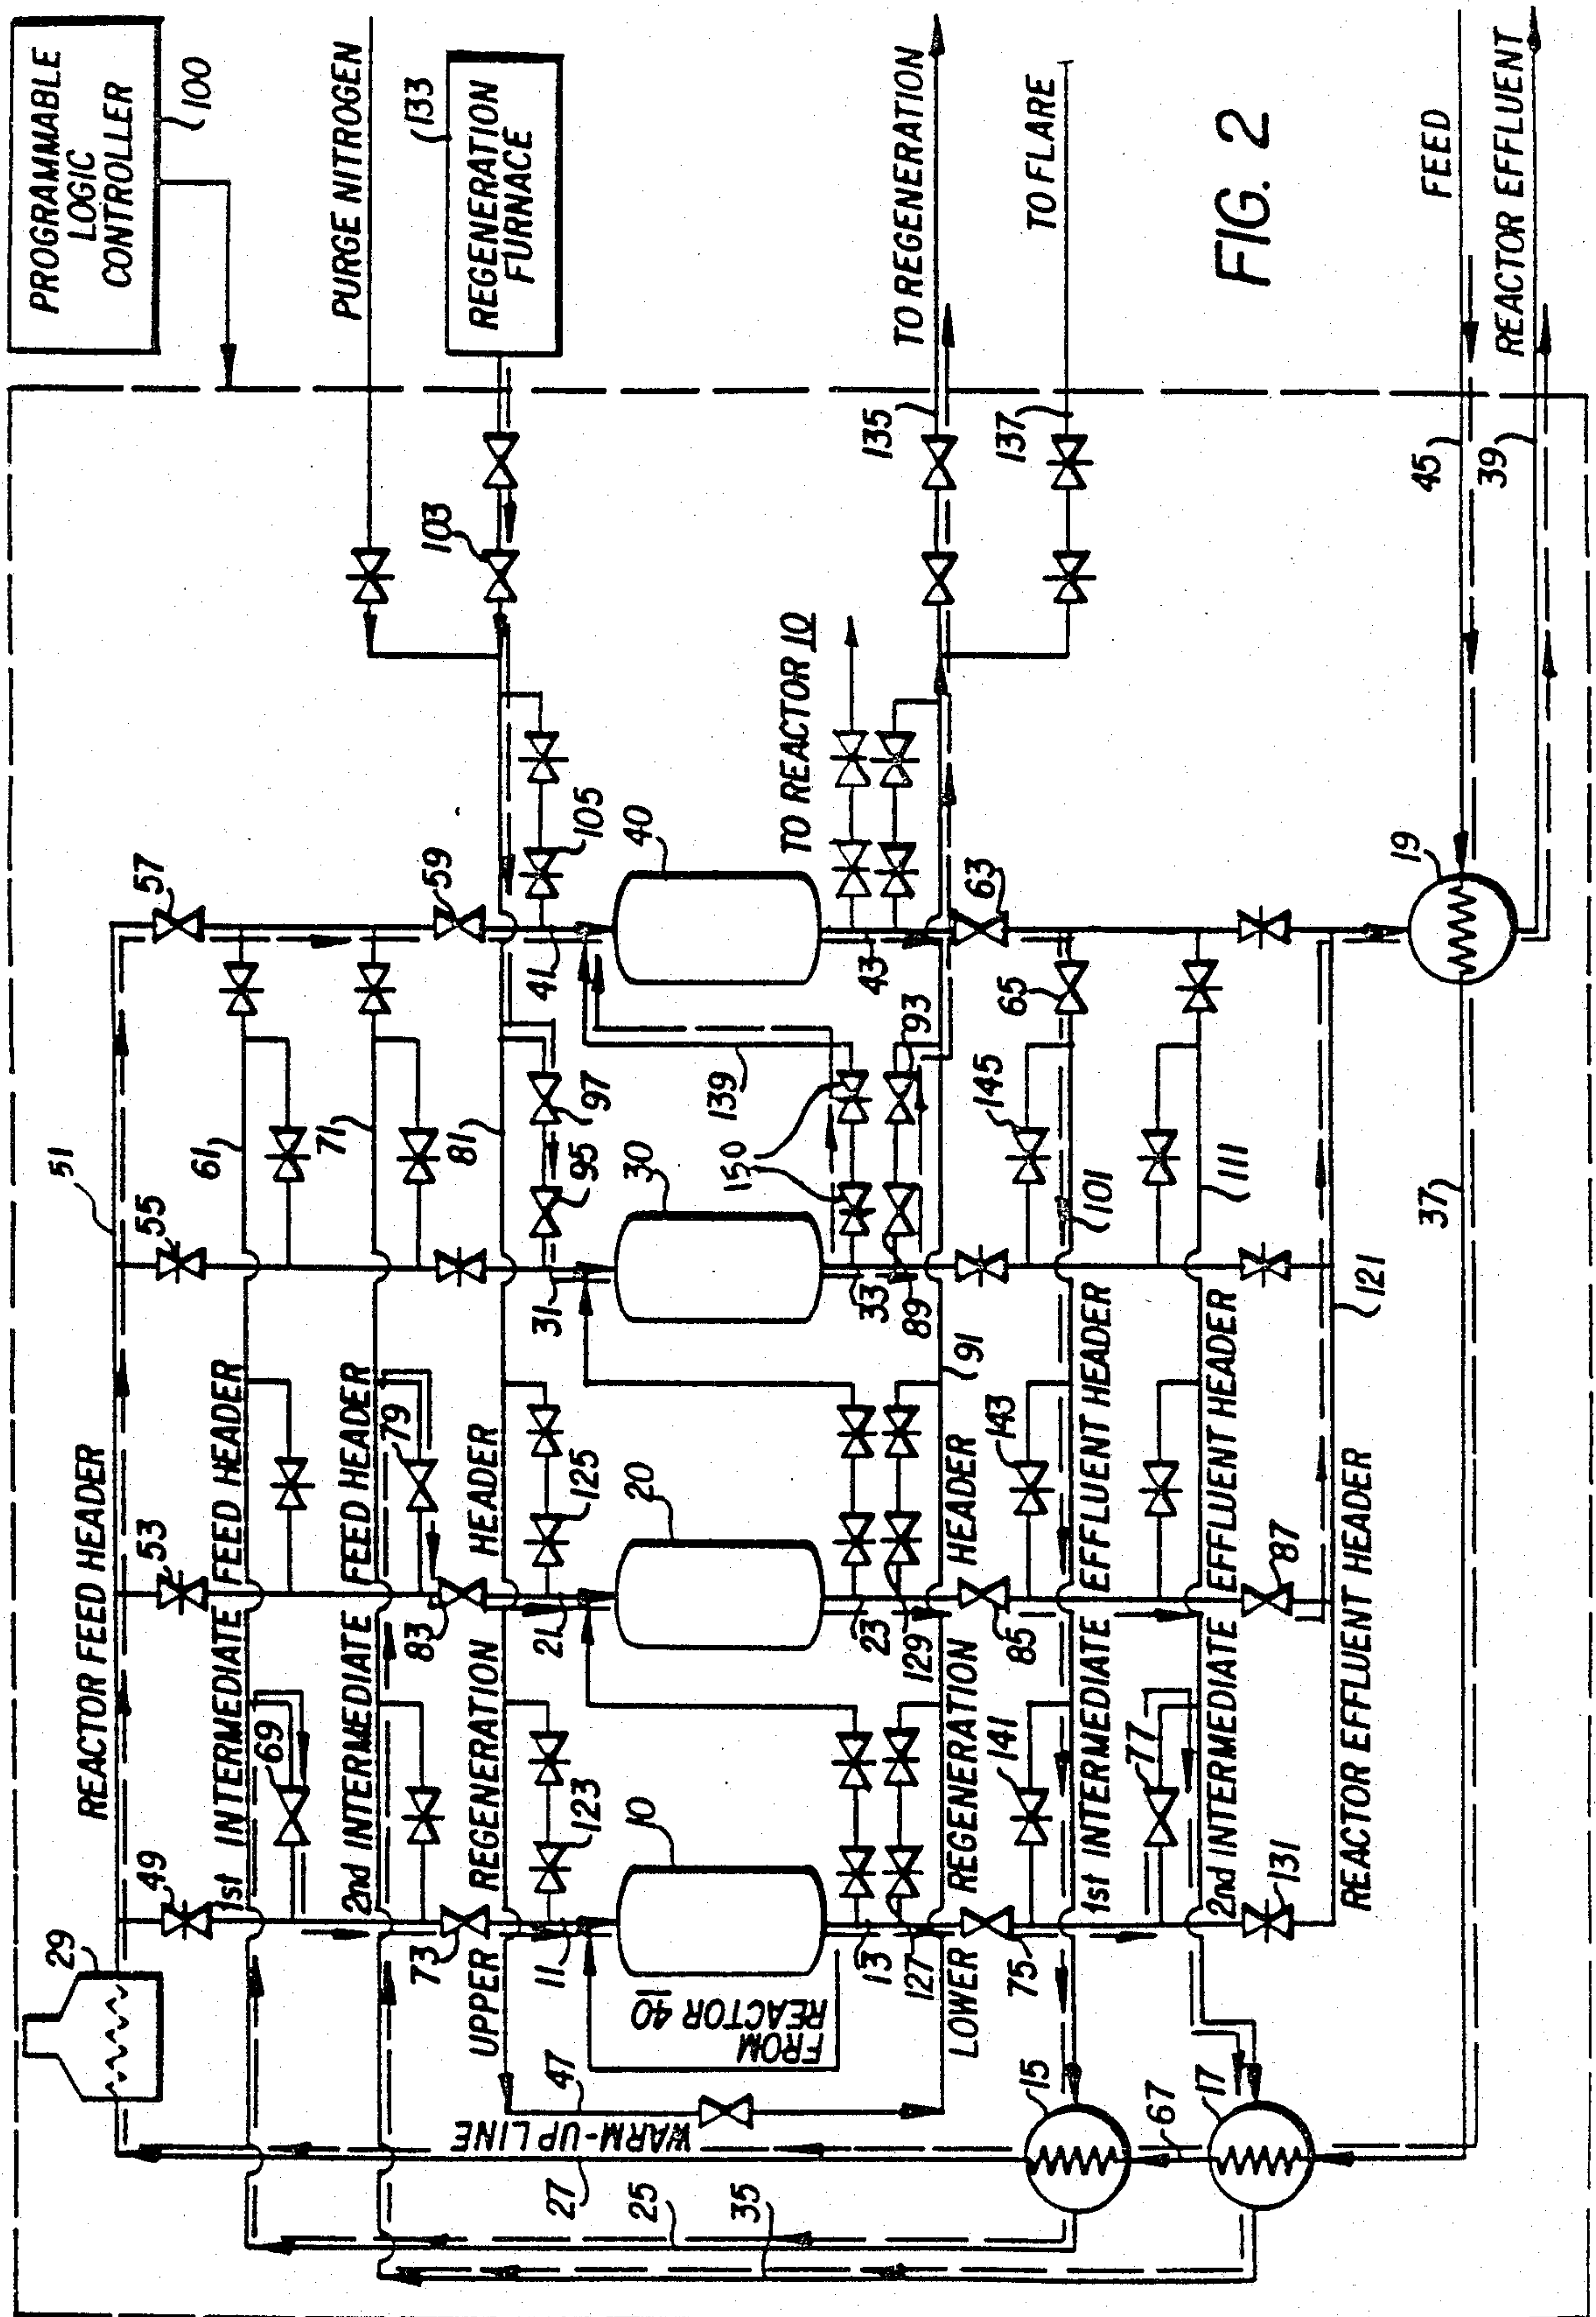 PROGRAMMABLE
LOGIC
CONTROLLER
100
PURGE NITROGEN
133
REGENERATION
FURNACE
TO REGENERATION
TO FLARE
FIG. 2
FEED
REACTOR EFFLUENT
103
135
137
45
39
TO REACTOR 10
57
59
105
40
41
43
63
65
19
51
55
61
71
81
97
95
139
150
30
31
33
89
93
145
101
111
121
37
REACTOR FEED HEADER
53
1st INTERMEDIATE FEED HEADER
2nd INTERMEDIATE FEED HEADER
79
83
UPPER REGENERATION HEADER
125
20
21
23
129
91
LOWER REGENERATION HEADER
143
85
1st INTERMEDIATE EFFLUENT HEADER
2nd INTERMEDIATE EFFLUENT HEADER
87
REACTOR EFFLUENT HEADER
29
49
69
73
123
10
11
13
127
141
75
77
131
FROM
REACTOR 40
47
WARM-UP LINE
15
67
17
27
25
35